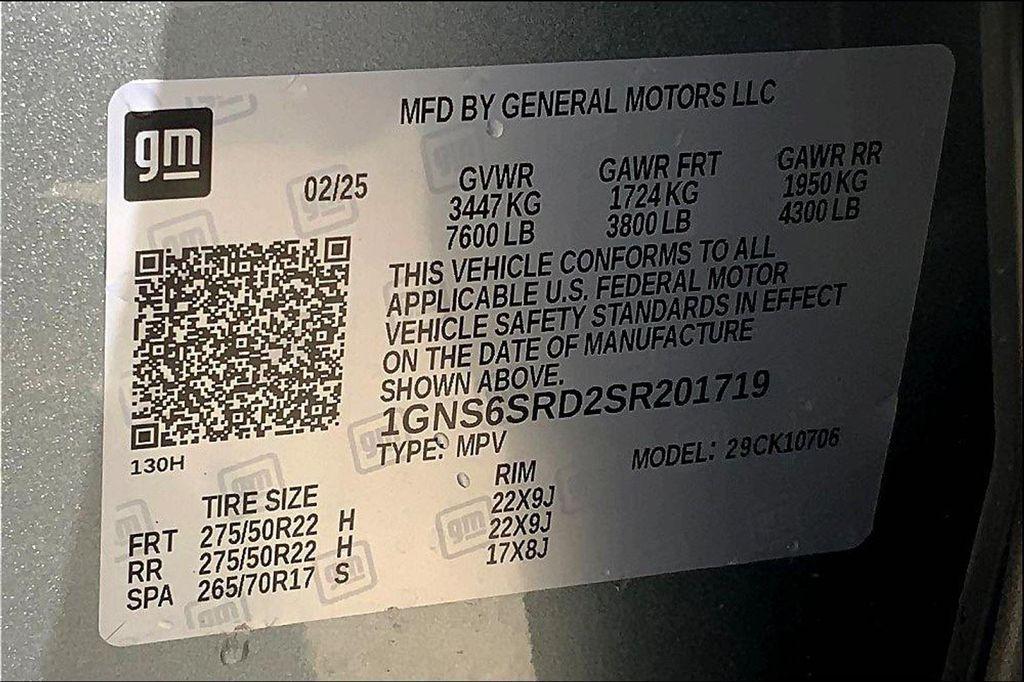 gm
MFD BY GENERAL MOTORS LLC
02/25
GVWR GAWR FRT GAWR RR
3447 KG 1724 KG 1950 KG
7600 LB 3800 LB 4300 LB
THIS VEHICLE CONFORMS TO ALL
APPLICABLE U.S. FEDERAL MOTOR
VEHICLE SAFETY STANDARDS IN EFFECT
ON THE DATE OF MANUFACTURE
SHOWN ABOVE.
1GNS6SRD2SR201719
TYPE: MPV MODEL: 29CK10706
130H
TIRE SIZE RIM
FRT 275/50R22 H 22X9J
RR 275/50R22 H 22X9J
SPA 265/70R17 S 17X8J